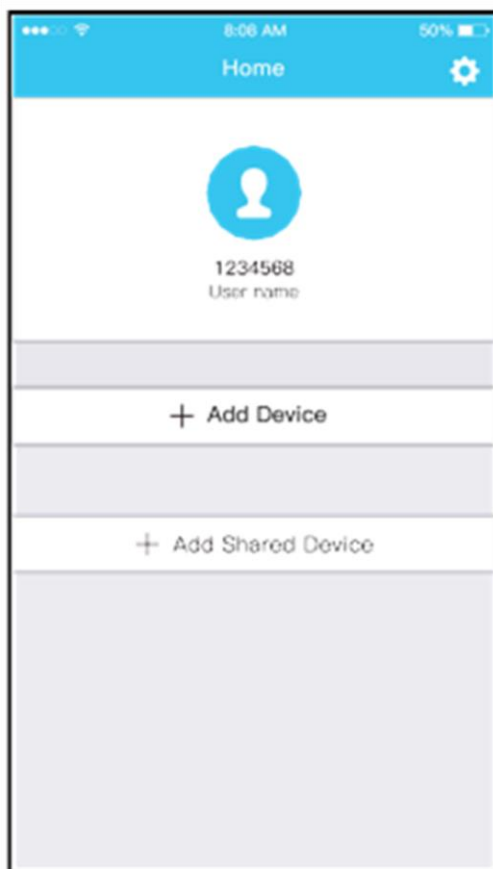 8:08 AM
50%
Home
1234568
User name
+ Add Device
+ Add Shared Device